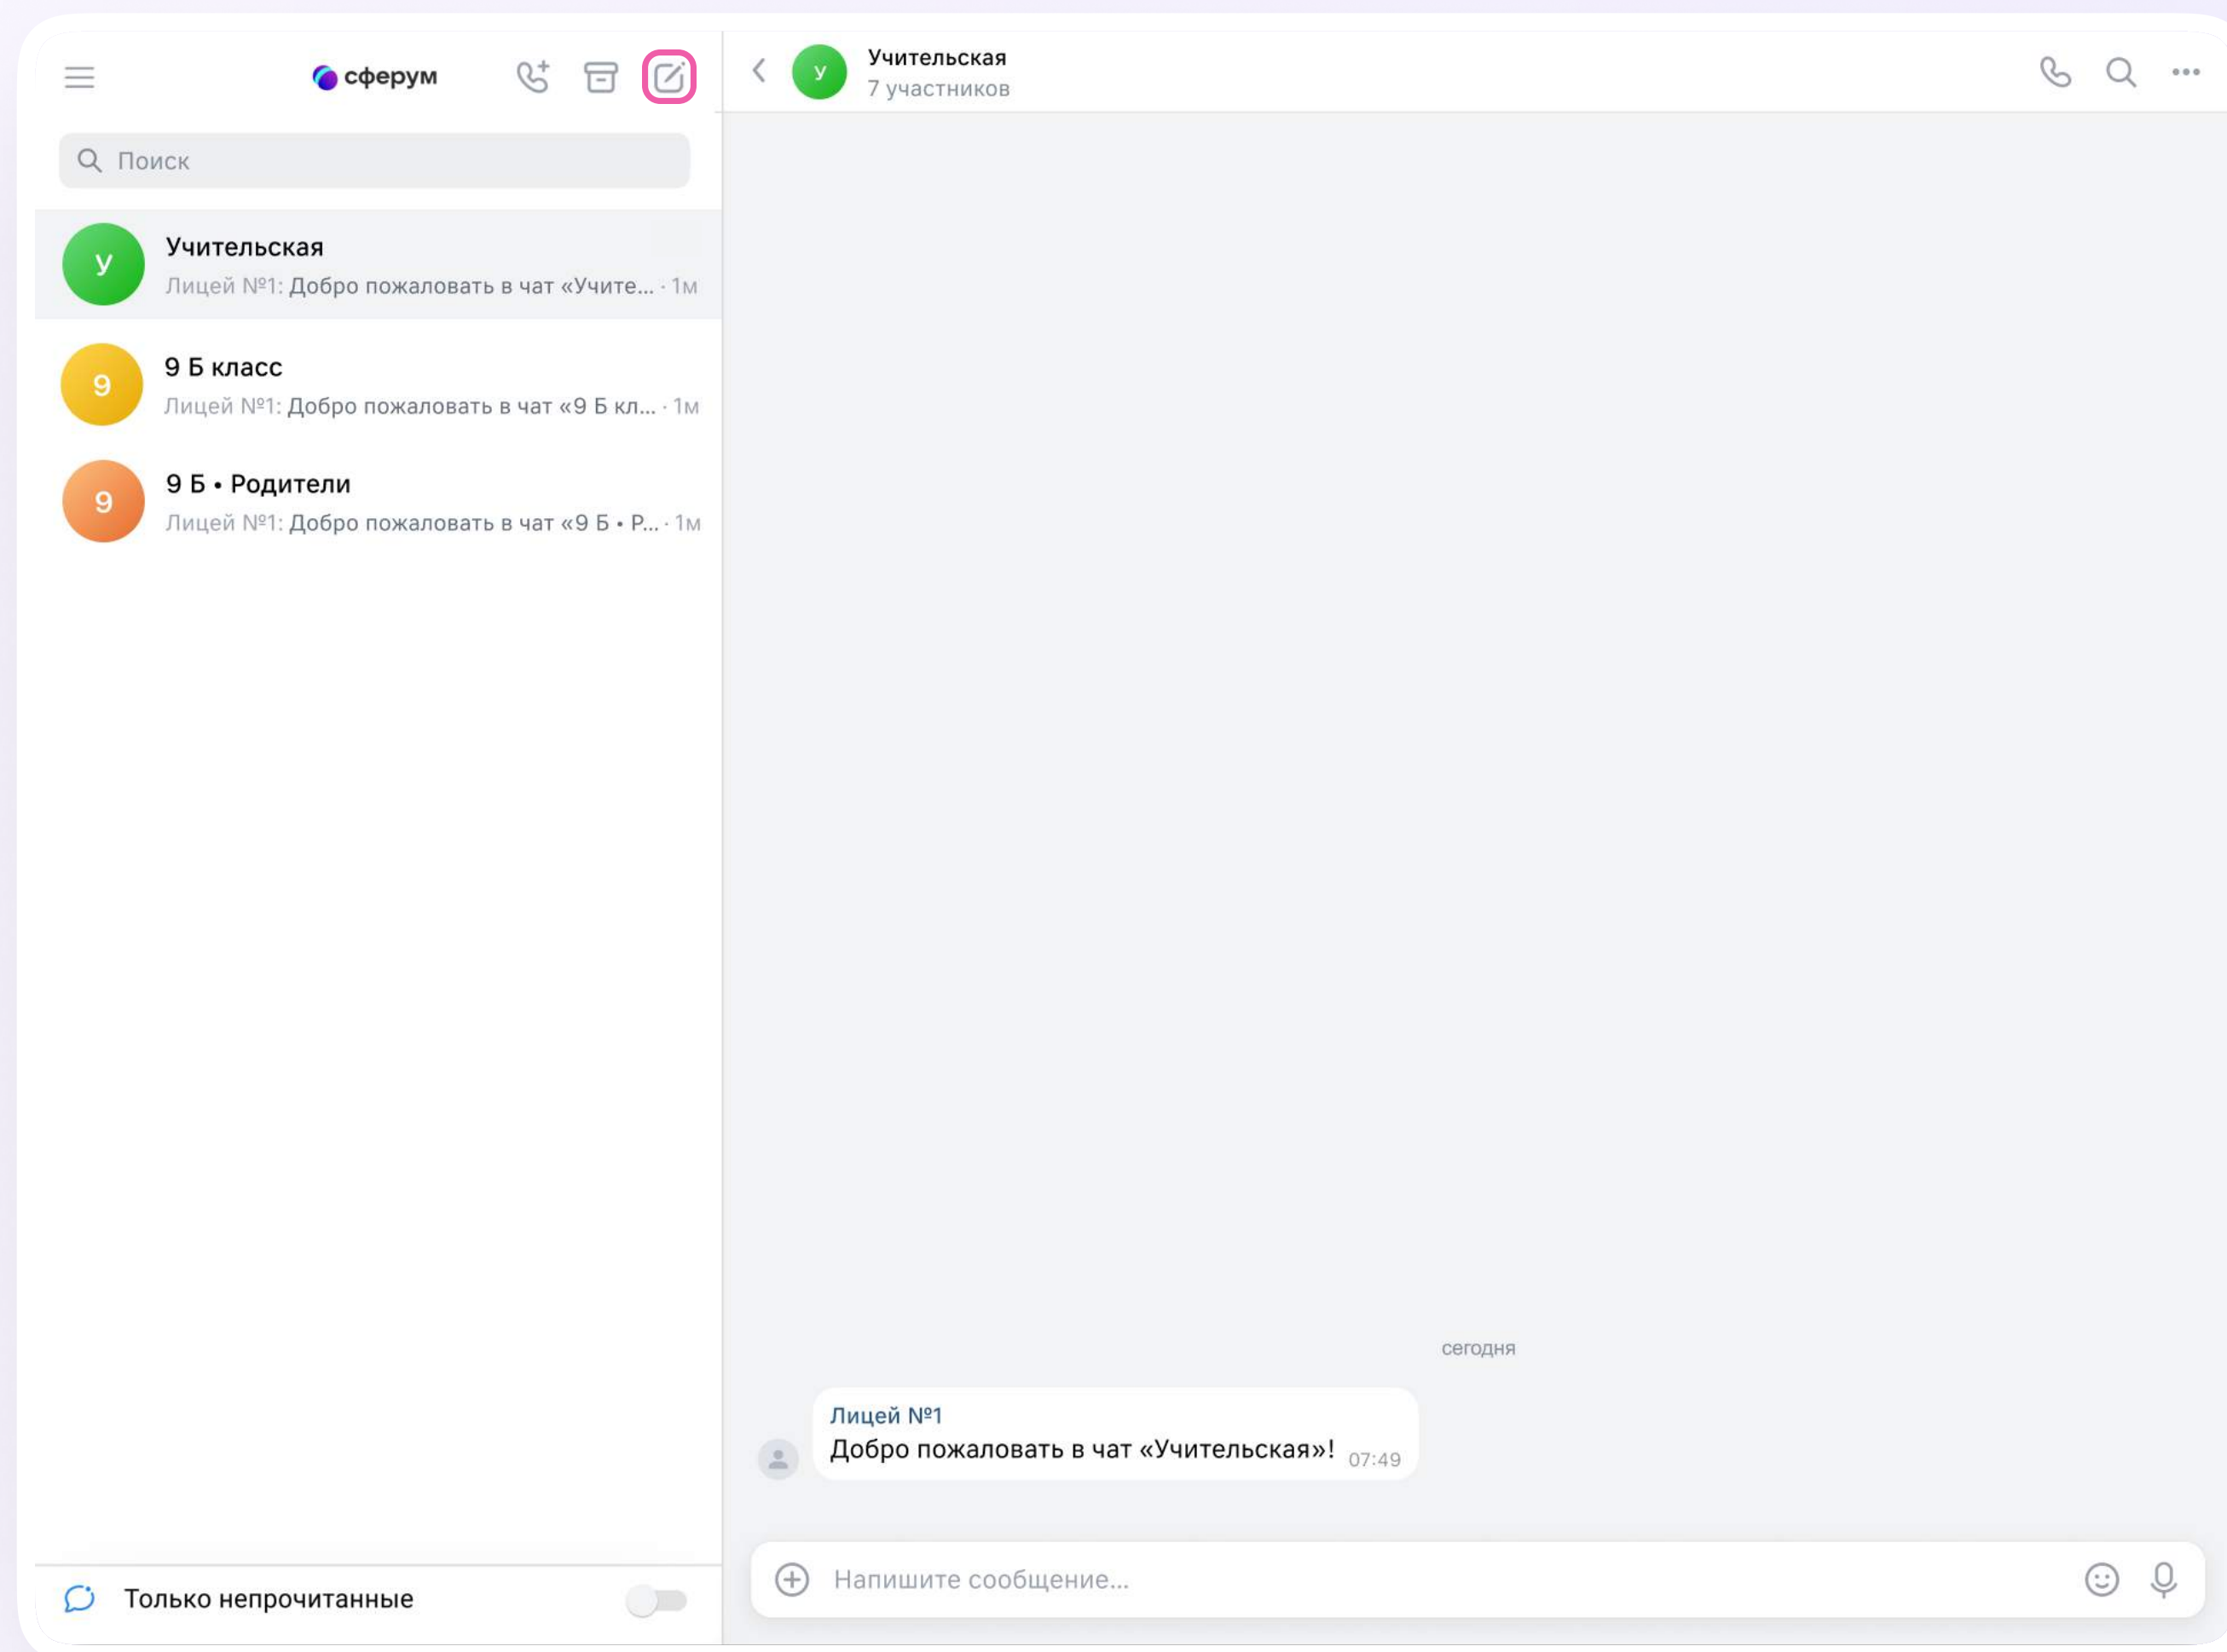 сферум
Поиск
У
Учительская
Лицей №1: Добро пожаловать в чат «Учите... · 1м
9
9 Б класс
Лицей №1: Добро пожаловать в чат «9 Б кл... · 1м
9
9 Б • Родители
Лицей №1: Добро пожаловать в чат «9 Б • Р... · 1м
Только непрочитанные
У
Учительская
7 участников
сегодня
Лицей №1
Добро пожаловать в чат «Учительская»! 07:49
Напишите сообщение...